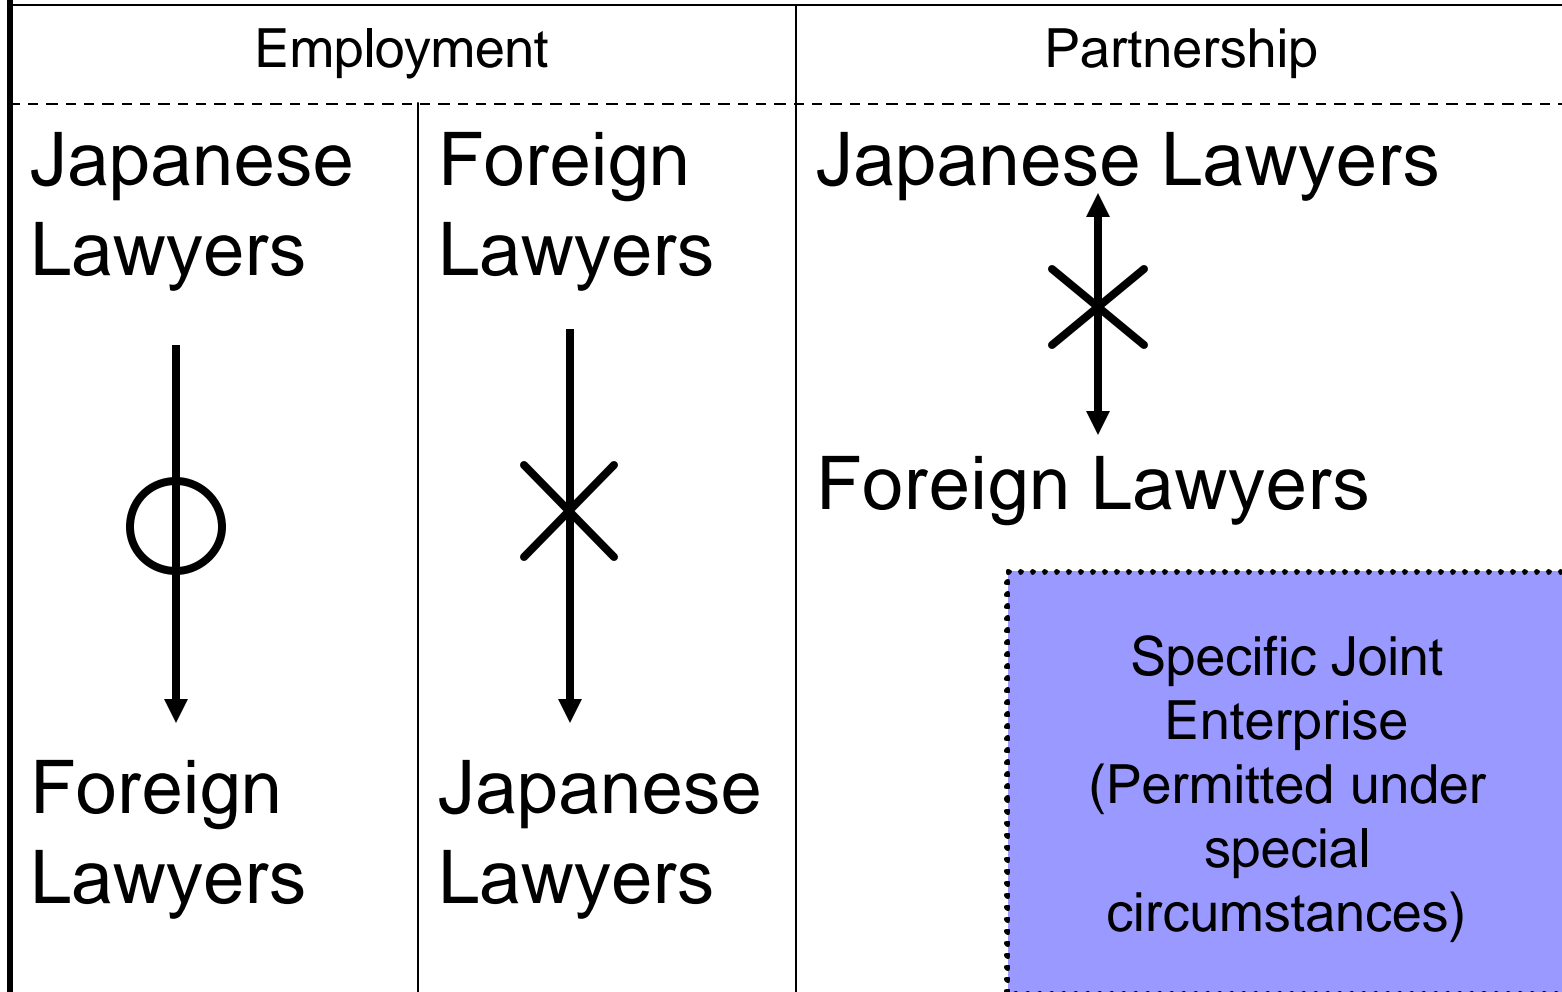 Employment
Partnership
Japanese
Lawyers
Foreign
Lawyers
Foreign
Lawyers
Japanese
Lawyers
Japanese Lawyers
Foreign Lawyers
Specific Joint
Enterprise
(Permitted under
special
circumstances)